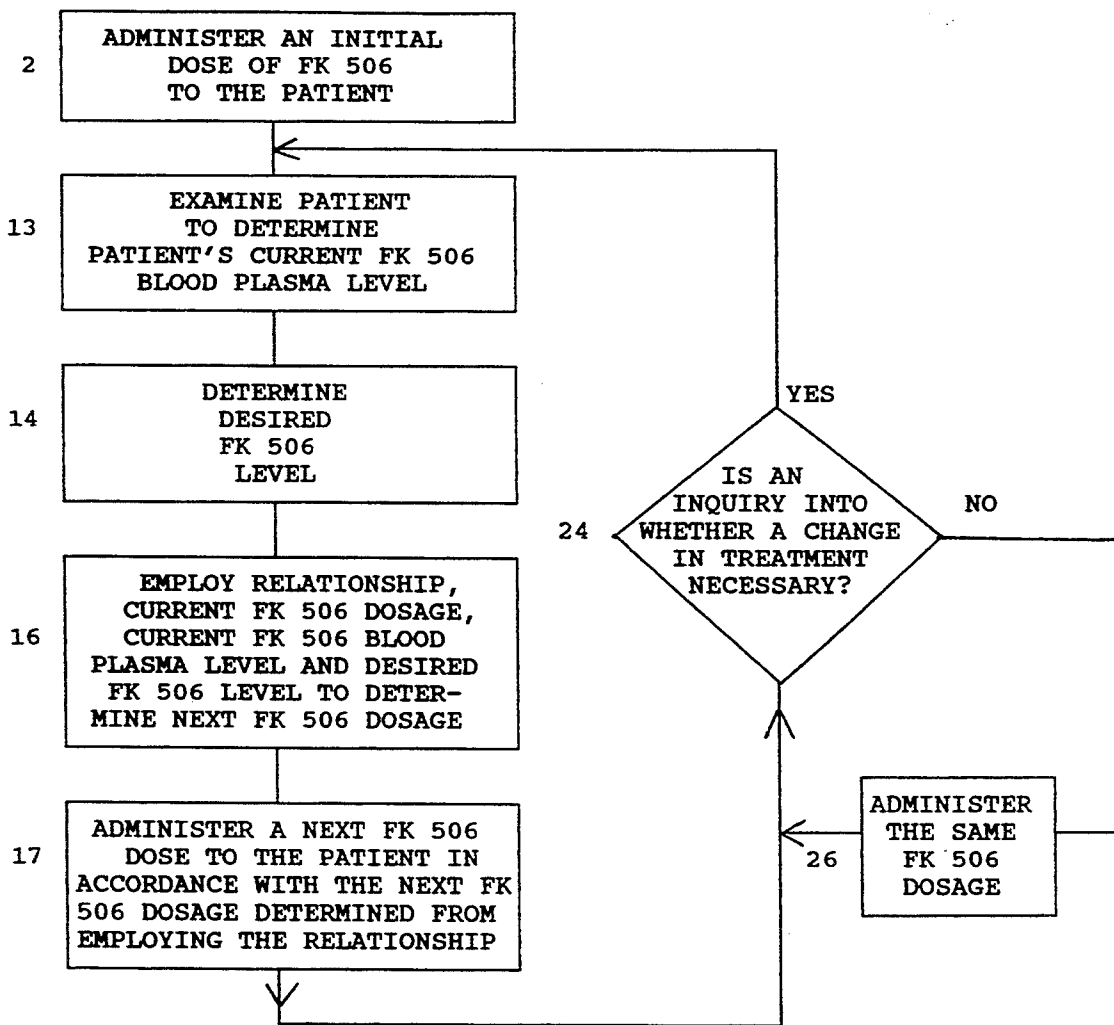 2
ADMINISTER AN INITIAL
DOSE OF FK 506
TO THE PATIENT
13
EXAMINE PATIENT
TO DETERMINE
PATIENT'S CURRENT FK 506
BLOOD PLASMA LEVEL
14
DETERMINE
DESIRED
FK 506
LEVEL
16
EMPLOY RELATIONSHIP,
CURRENT FK 506 DOSAGE,
CURRENT FK 506 BLOOD
PLASMA LEVEL AND DESIRED
FK 506 LEVEL TO DETER-
MINE NEXT FK 506 DOSAGE
17
ADMINISTER A NEXT FK 506
DOSE TO THE PATIENT IN
ACCORDANCE WITH THE NEXT FK
506 DOSAGE DETERMINED FROM
EMPLOYING THE RELATIONSHIP
YES
24
IS AN
INQUIRY INTO
WHETHER A CHANGE
IN TREATMENT
NECESSARY?
NO
26
ADMINISTER
THE SAME
FK 506
DOSAGE